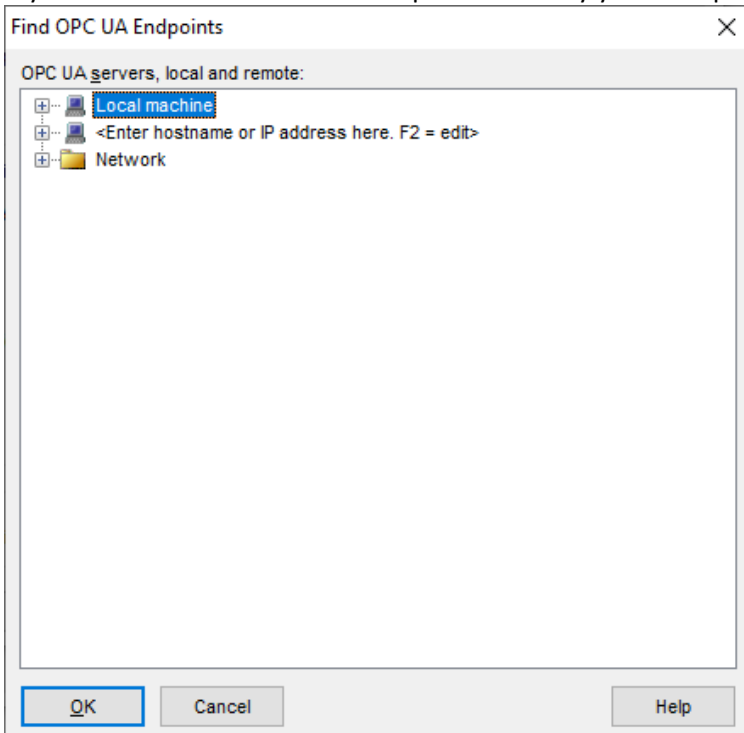 Find OPC UA Endpoints
OPC UA servers, local and remote:
Local machine
<Enter hostname or IP address here. F2 = edit>
Network
OK
Cancel
Help